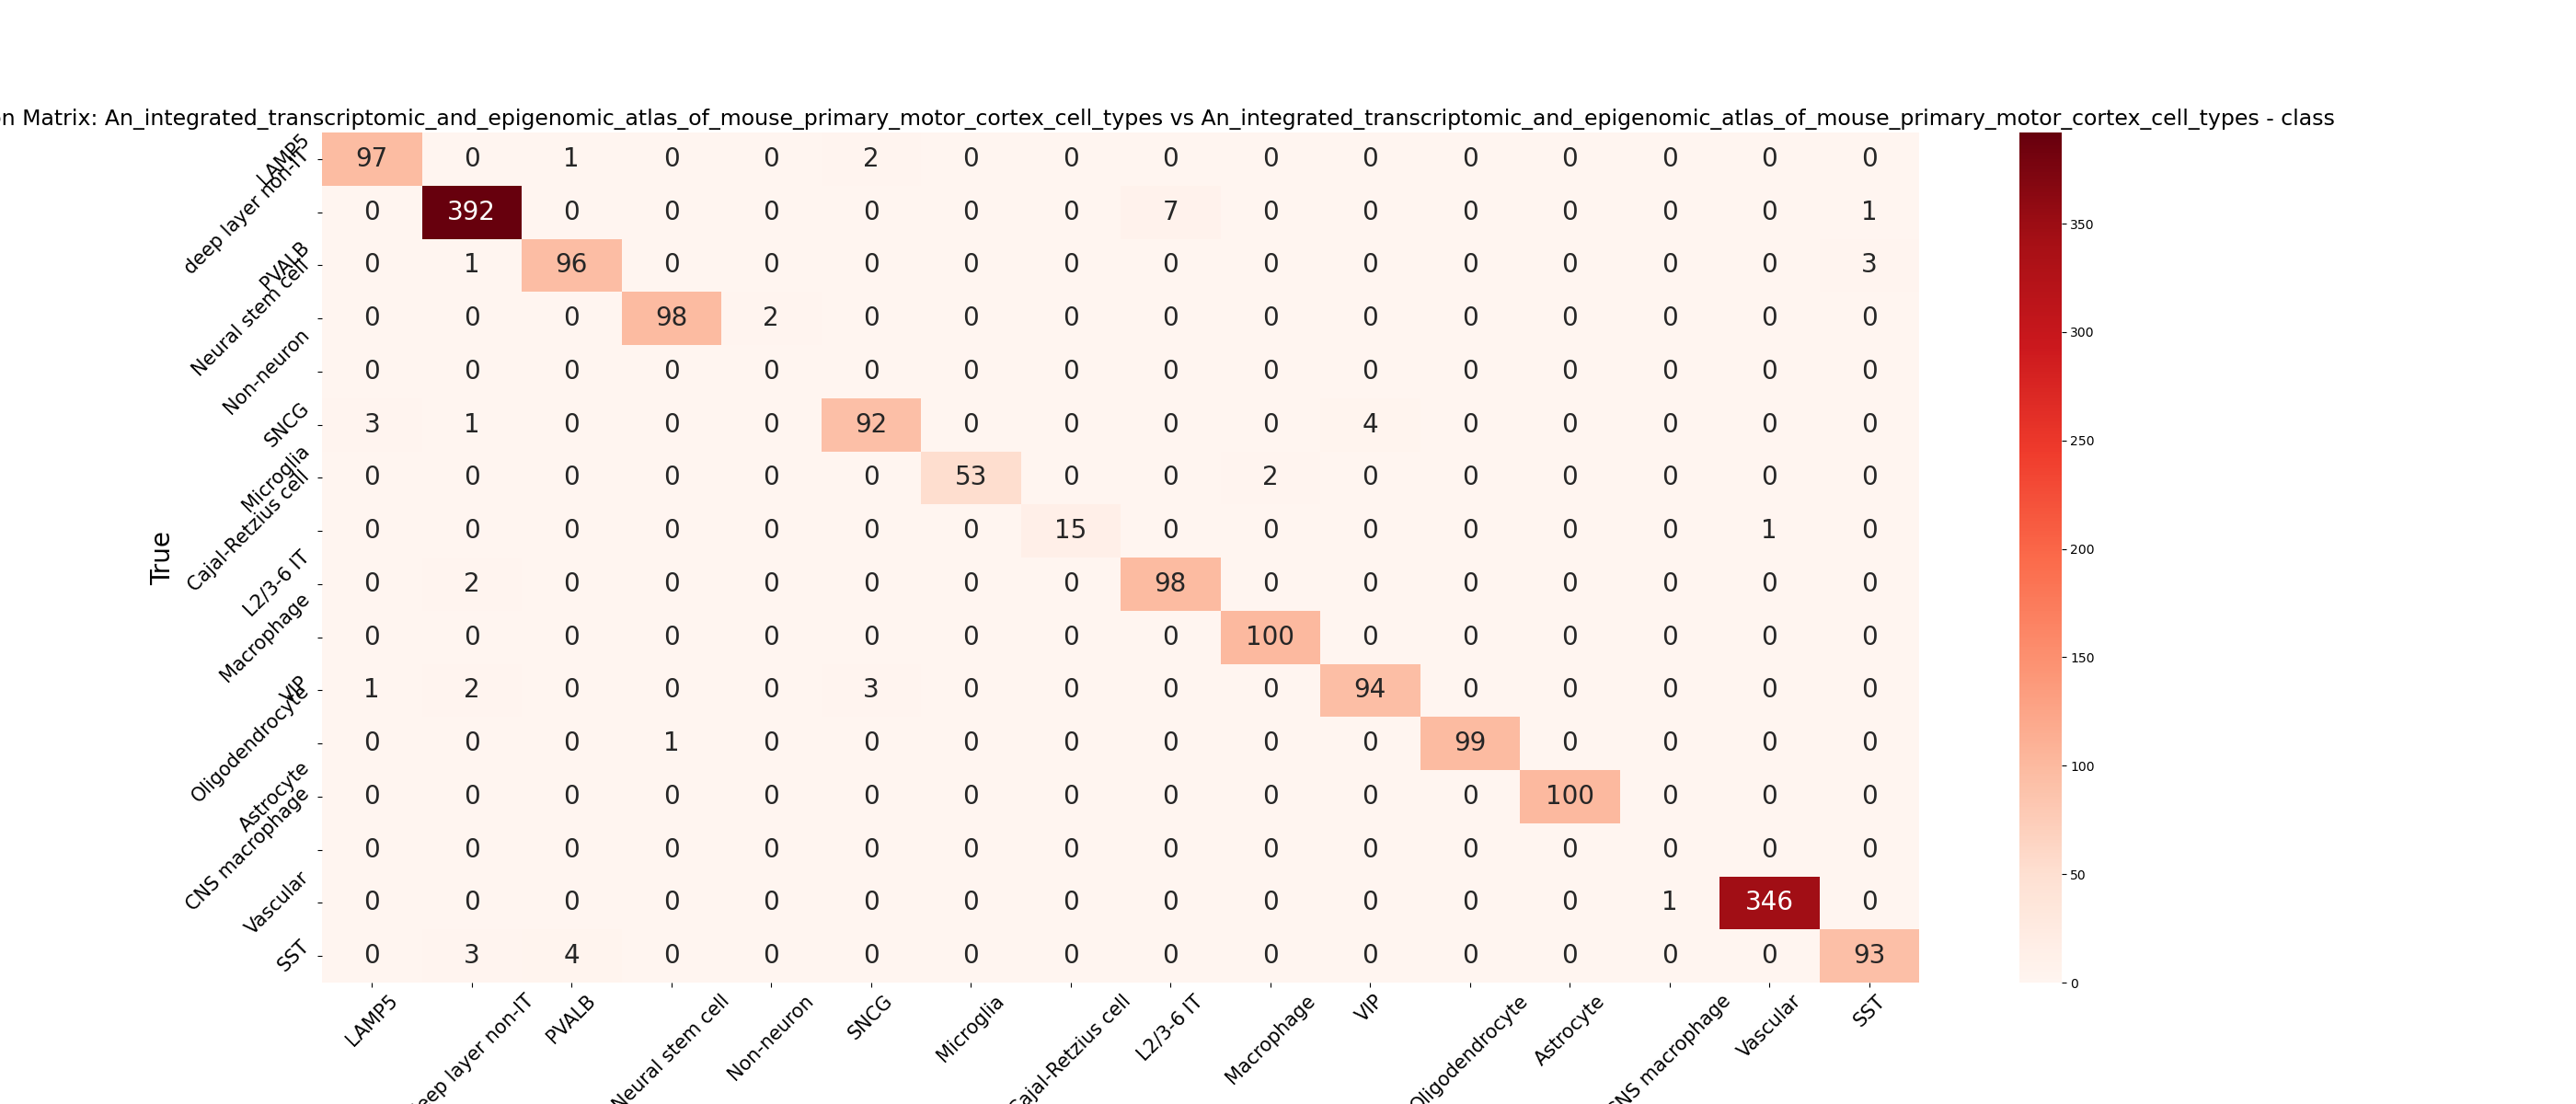 n Matrix: An_integrated_transcriptomic_and_epigenomic_atlas_of_mouse_primary_motor_cortex_cell_types vs An_integrated_transcriptomic_and_epigenomic_atlas_of_mouse_primary_motor_cortex_cell_types - class
LAMP5 97 0 1 0 0 2 0 0 0 0 0 0 0 0 0 0
deep layer non-IT 0 392 0 0 0 0 0 0 7 0 0 0 0 0 0 1
PVALB 0 1 96 0 0 0 0 0 0 0 0 0 0 0 0 3
Neural stem cell 0 0 0 98 2 0 0 0 0 0 0 0 0 0 0 0
Non-neuron 0 0 0 0 0 0 0 0 0 0 0 0 0 0 0 0
SNCG 3 1 0 0 0 92 0 0 0 0 4 0 0 0 0 0
Microglia 0 0 0 0 0 0 53 0 0 2 0 0 0 0 0 0
Cajal-Retzius cell 0 0 0 0 0 0 0 15 0 0 0 0 0 0 1 0
L2/3-6 IT 0 2 0 0 0 0 0 0 98 0 0 0 0 0 0 0
Macrophage 0 0 0 0 0 0 0 0 0 100 0 0 0 0 0 0
VIP 1 2 0 0 0 3 0 0 0 0 94 0 0 0 0 0
Oligodendrocyte 0 0 0 1 0 0 0 0 0 0 0 99 0 0 0 0
Astrocyte 0 0 0 0 0 0 0 0 0 0 0 0 100 0 0 0
CNS macrophage 0 0 0 0 0 0 0 0 0 0 0 0 0 0 0 0
Vascular 0 0 0 0 0 0 0 0 0 0 0 0 0 1 346 0
SST 0 3 4 0 0 0 0 0 0 0 0 0 0 0 0 93
True
LAMP5
eep layer non-IT
PVALB
Neural stem cell
Non-neuron
SNCG
Microglia
Cajal-Retzius cell
L2/3-6 IT
Macrophage
VIP
Oligodendrocyte
Astrocyte
CNS macrophage
Vascular
SST
350
300
250
200
150
100
50
0